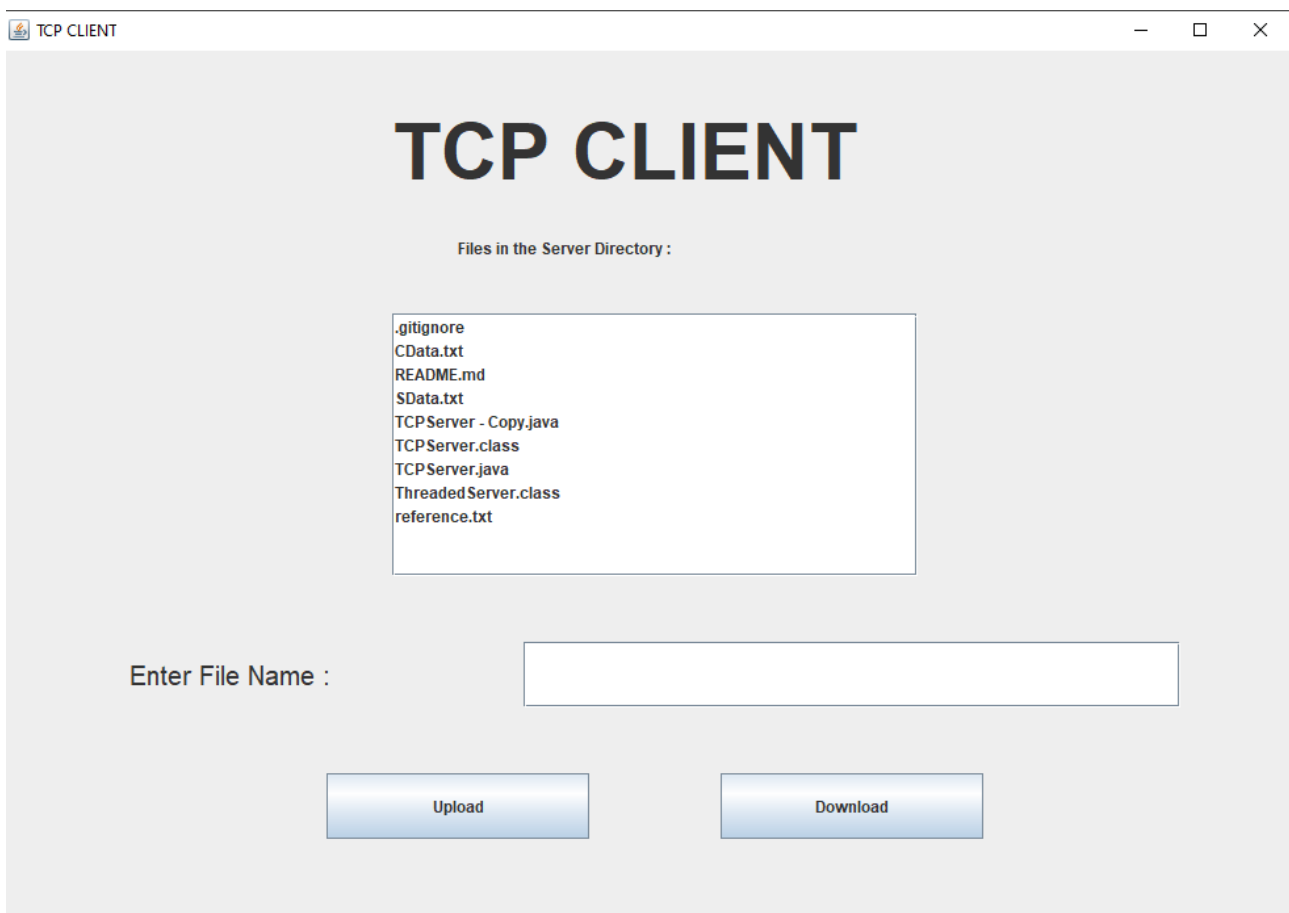 TCP CLIENT
TCP CLIENT
Files in the Server Directory :
.gitignore
CData.txt
README.md
SData.txt
TCPServer - Copy.java
TCPServer.class
TCPServer.java
ThreadedServer.class
reference.txt
Enter File Name :
Upload
Download